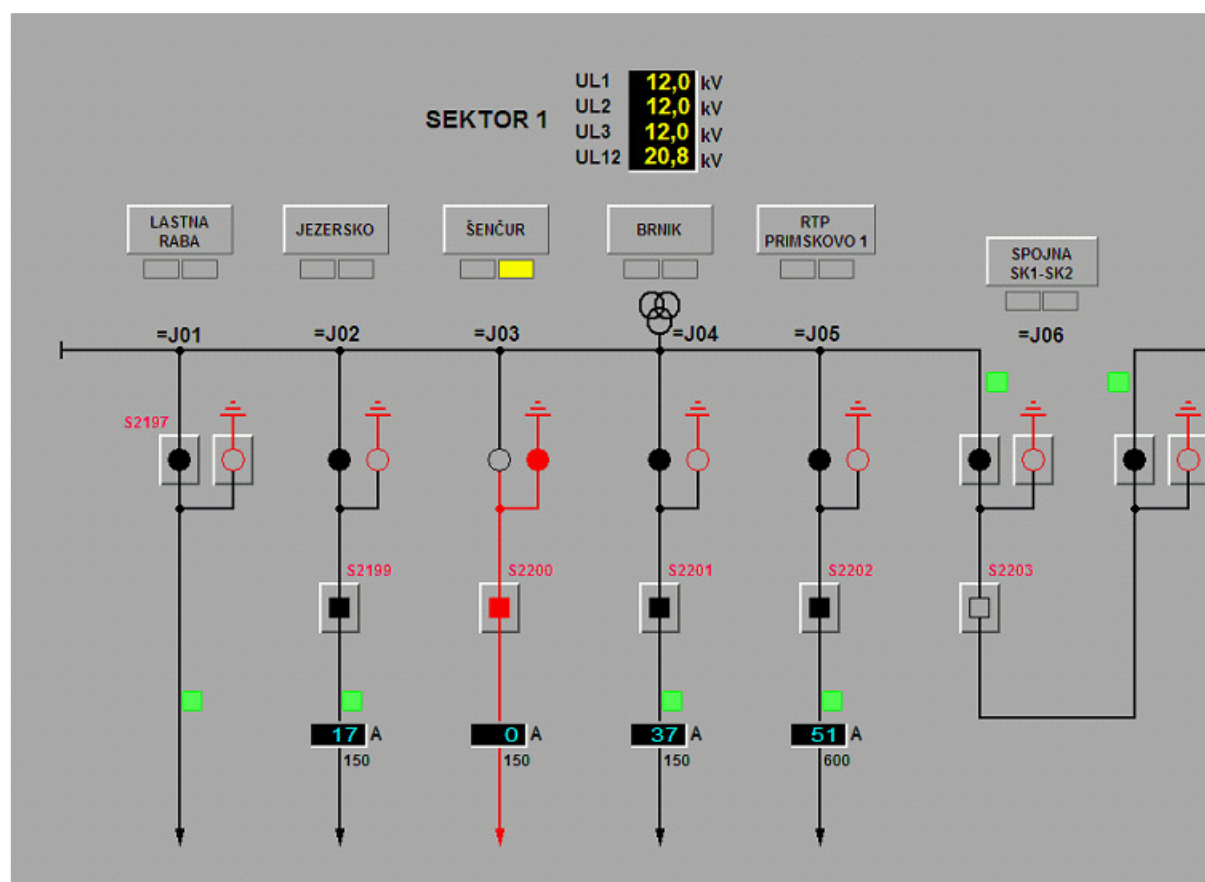 UL1 12,0 kV
UL2 12,0 kV
SEKTOR 1
UL3 12,0 kV
UL12 20,8 kV
LASTNA
RABA
JEZERSKO
ŠENČUR
BRNIK
RTP
PRIMSKOVO 1
SPOJNA
SK1-SK2
=J01 =J02 =J03 =J04 =J05 =J06
S2197
S2199 S2200 S2201 S2202 S2203
17 A 0 A 37 A 51 A
150 150 150 600